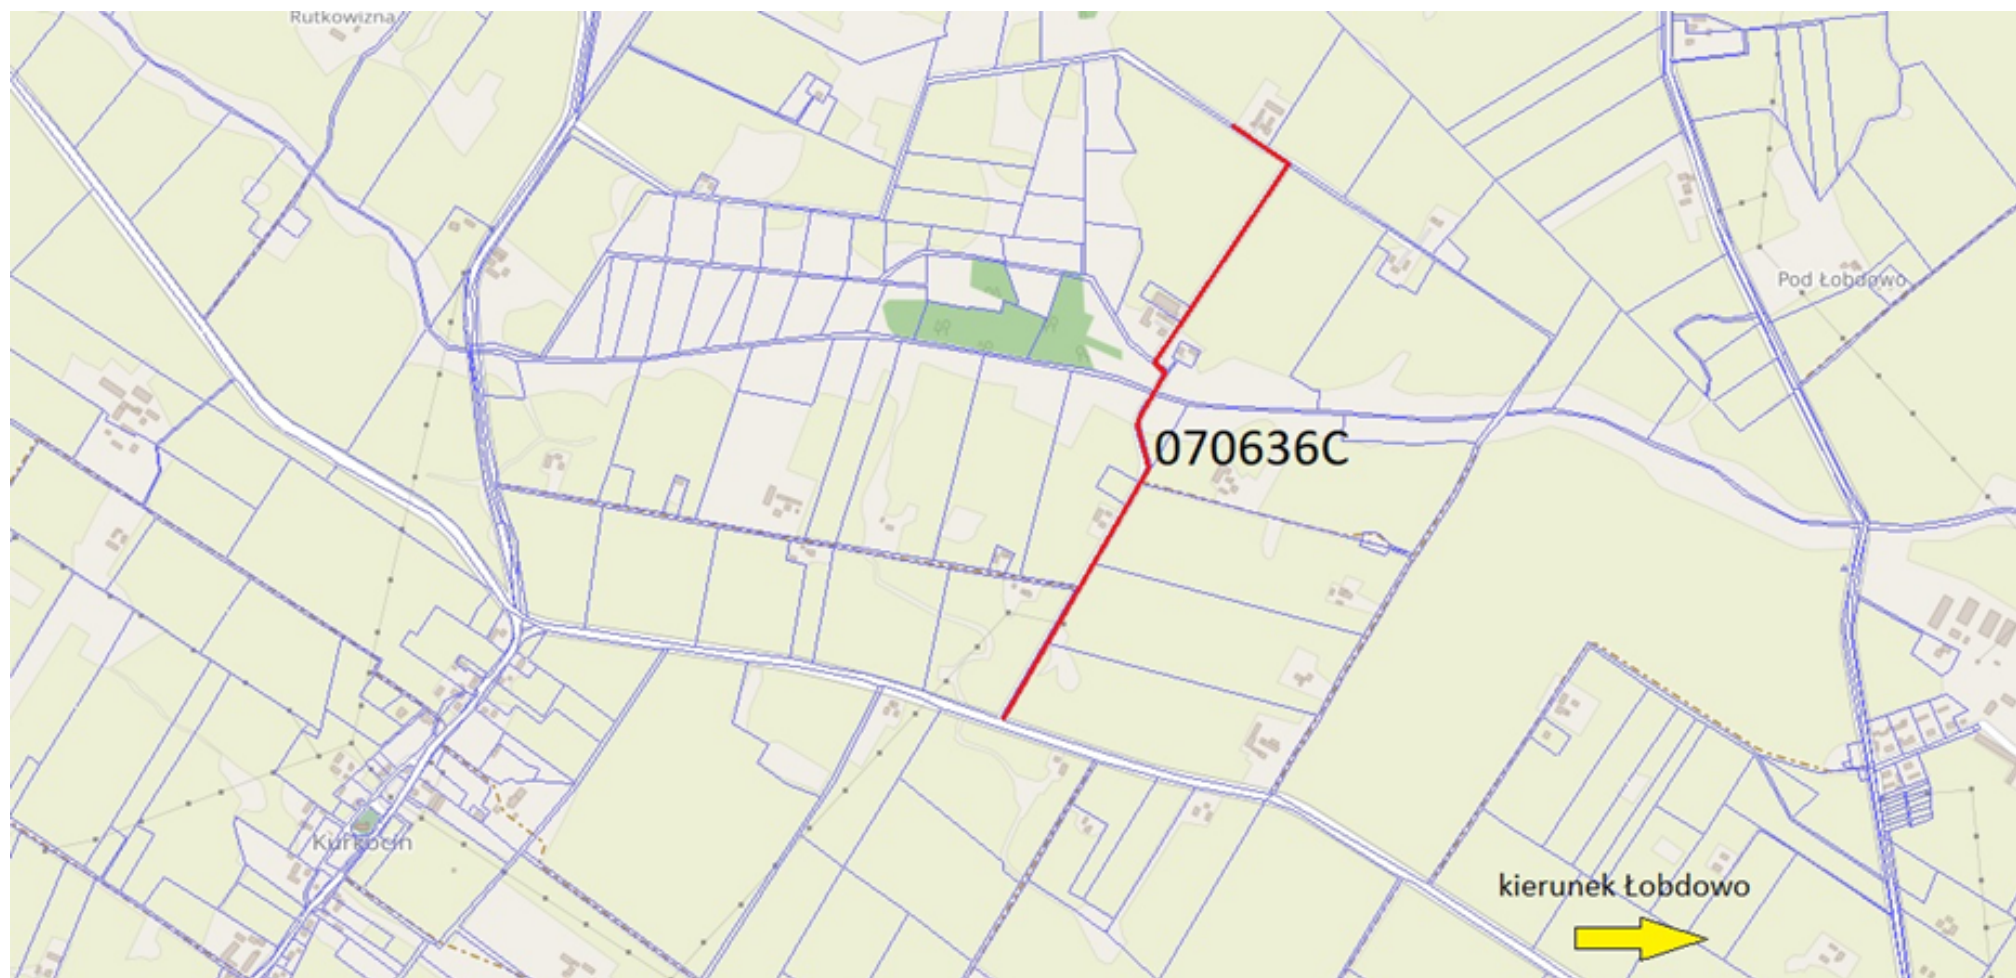 Rutkowizna
Pod Łobdowo
070636C
Kurkocin
kierunek Łobdowo